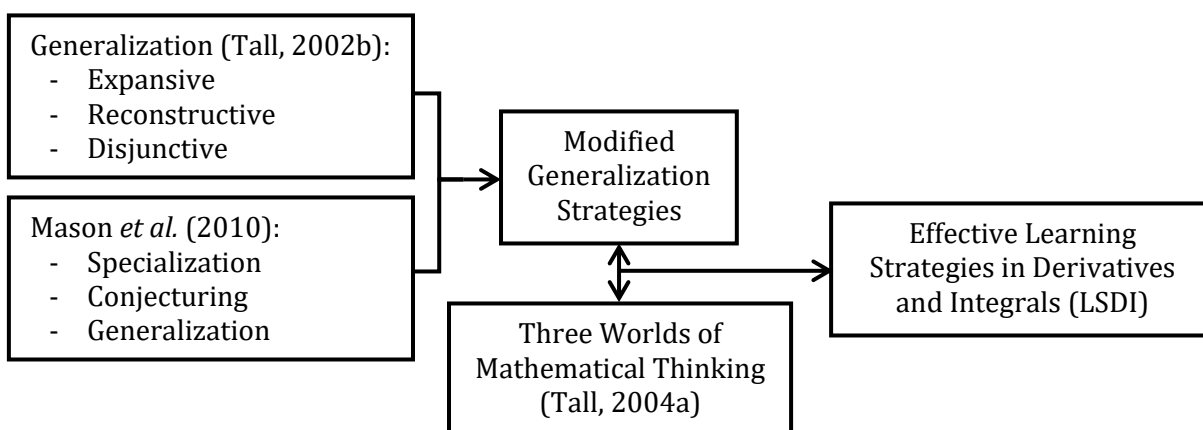 Generalization (Tall, 2002b):
- Expansive
- Reconstructive
- Disjunctive
Mason et al. (2010):
- Specialization
- Conjecturing
- Generalization
Modified
Generalization
Strategies
Three Worlds of
Mathematical Thinking
(Tall, 2004a)
Effective Learning
Strategies in Derivatives
and Integrals (LSDI)